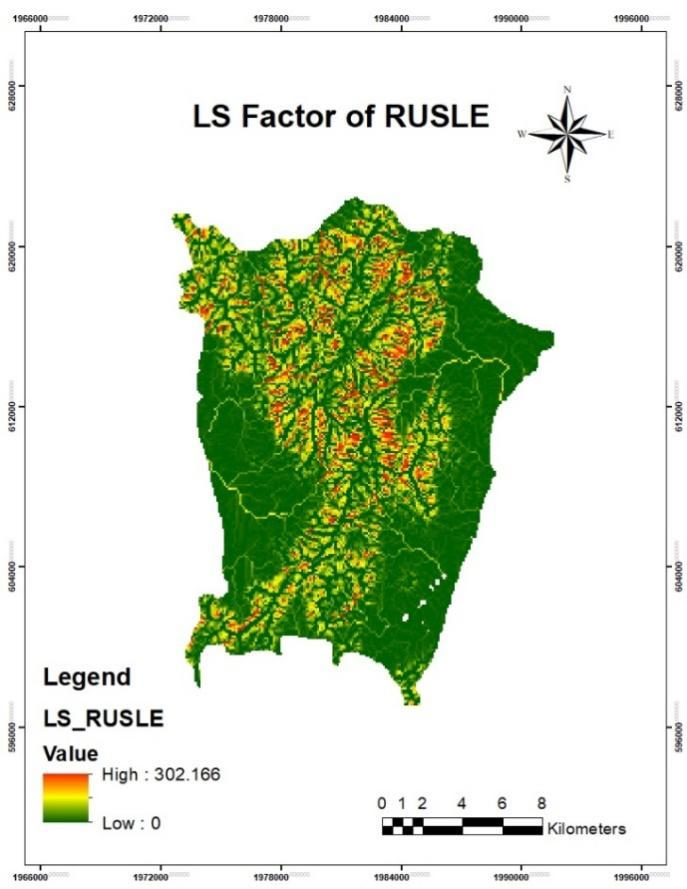 1966000 1972000 1978000 1984000 1990000 1996000
LS Factor of RUSLE
N
W E
S
628000 628000
620000 620000
612000 612000
604000 604000
596000 596000
Legend
LS_RUSLE
Value
High : 302.166
Low : 0
0 1 2 4 6 8
Kilometers
1966000 1972000 1978000 1984000 1990000 1996000